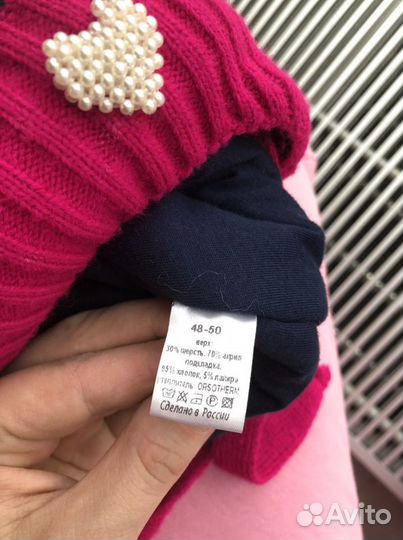 48-50
верх:
30% шерсть, 70% акрил
подкладка:
95% хлопок, 5% лайкра
утеплитель: ORSOTHERM
Сделано в России
Avito